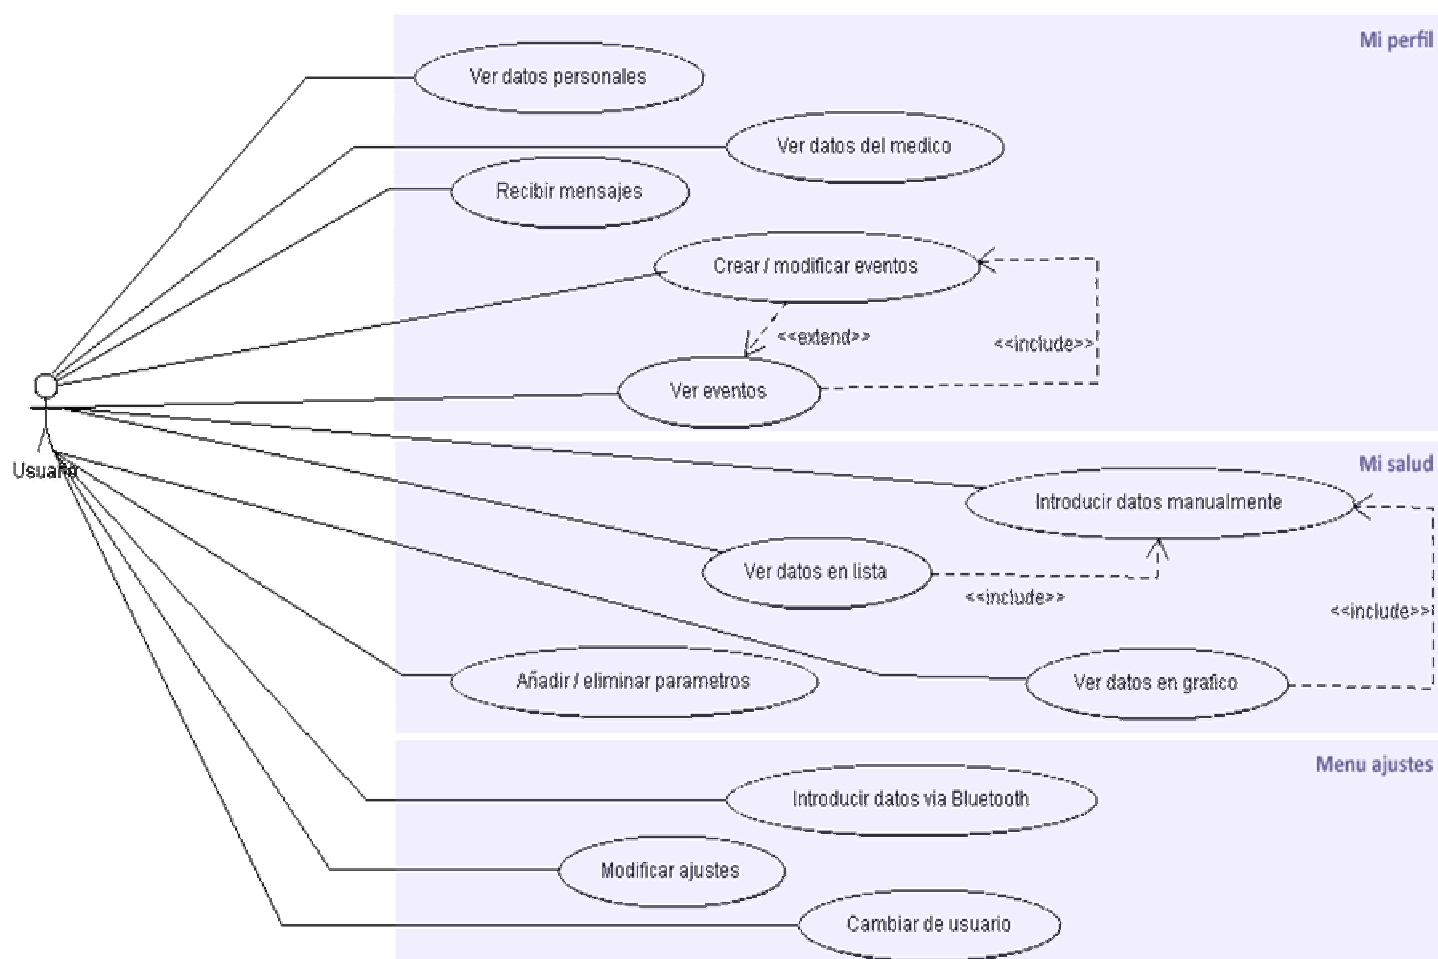 Mi perfil
Ver datos personales
Ver datos del medico
Recibir mensajes
Crear / modificar eventos
<<extend>>
<<include>>
Ver eventos
Usuario
Mi salud
Introducir datos manualmente
Ver datos en lista
<<include>>
<<include>>
Añadir / eliminar parametros
Ver datos en grafico
Menu ajustes
Introducir datos via Bluetooth
Modificar ajustes
Cambiar de usuario